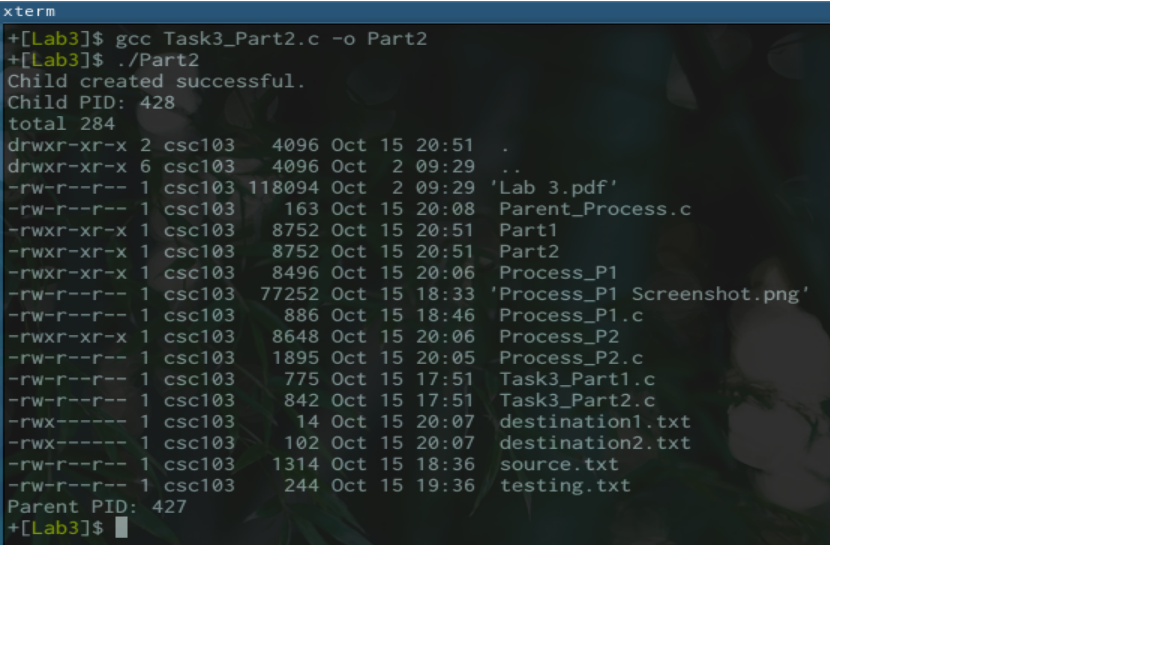 xterm
+[Lab3]$ gcc Task3_Part2.c -o Part2
+[Lab3]$ ./Part2
Child created successful.
Child PID: 428
total 284
drwxr-xr-x 2 csc103   4096 Oct 15 20:51  .
drwxr-xr-x 6 csc103   4096 Oct  2 09:29  ..
-rw-r--r-- 1 csc103 118094 Oct  2 09:29 'Lab 3.pdf'
-rw-r--r-- 1 csc103    163 Oct 15 20:08  Parent_Process.c
-rwxr-xr-x 1 csc103   8752 Oct 15 20:51  Part1
-rwxr-xr-x 1 csc103   8752 Oct 15 20:51  Part2
-rwxr-xr-x 1 csc103   8496 Oct 15 20:06  Process_P1
-rw-r--r-- 1 csc103  77252 Oct 15 18:33 'Process_P1 Screenshot.png'
-rw-r--r-- 1 csc103    886 Oct 15 18:46  Process_P1.c
-rwxr-xr-x 1 csc103   8648 Oct 15 20:06  Process_P2
-rw-r--r-- 1 csc103   1895 Oct 15 20:05  Process_P2.c
-rw-r--r-- 1 csc103    775 Oct 15 17:51  Task3_Part1.c
-rw-r--r-- 1 csc103    842 Oct 15 17:51  Task3_Part2.c
-rwx------ 1 csc103     14 Oct 15 20:07  destination1.txt
-rwx------ 1 csc103    102 Oct 15 20:07  destination2.txt
-rw-r--r-- 1 csc103   1314 Oct 15 18:36  source.txt
-rw-r--r-- 1 csc103    244 Oct 15 19:36  testing.txt
Parent PID: 427
+[Lab3]$